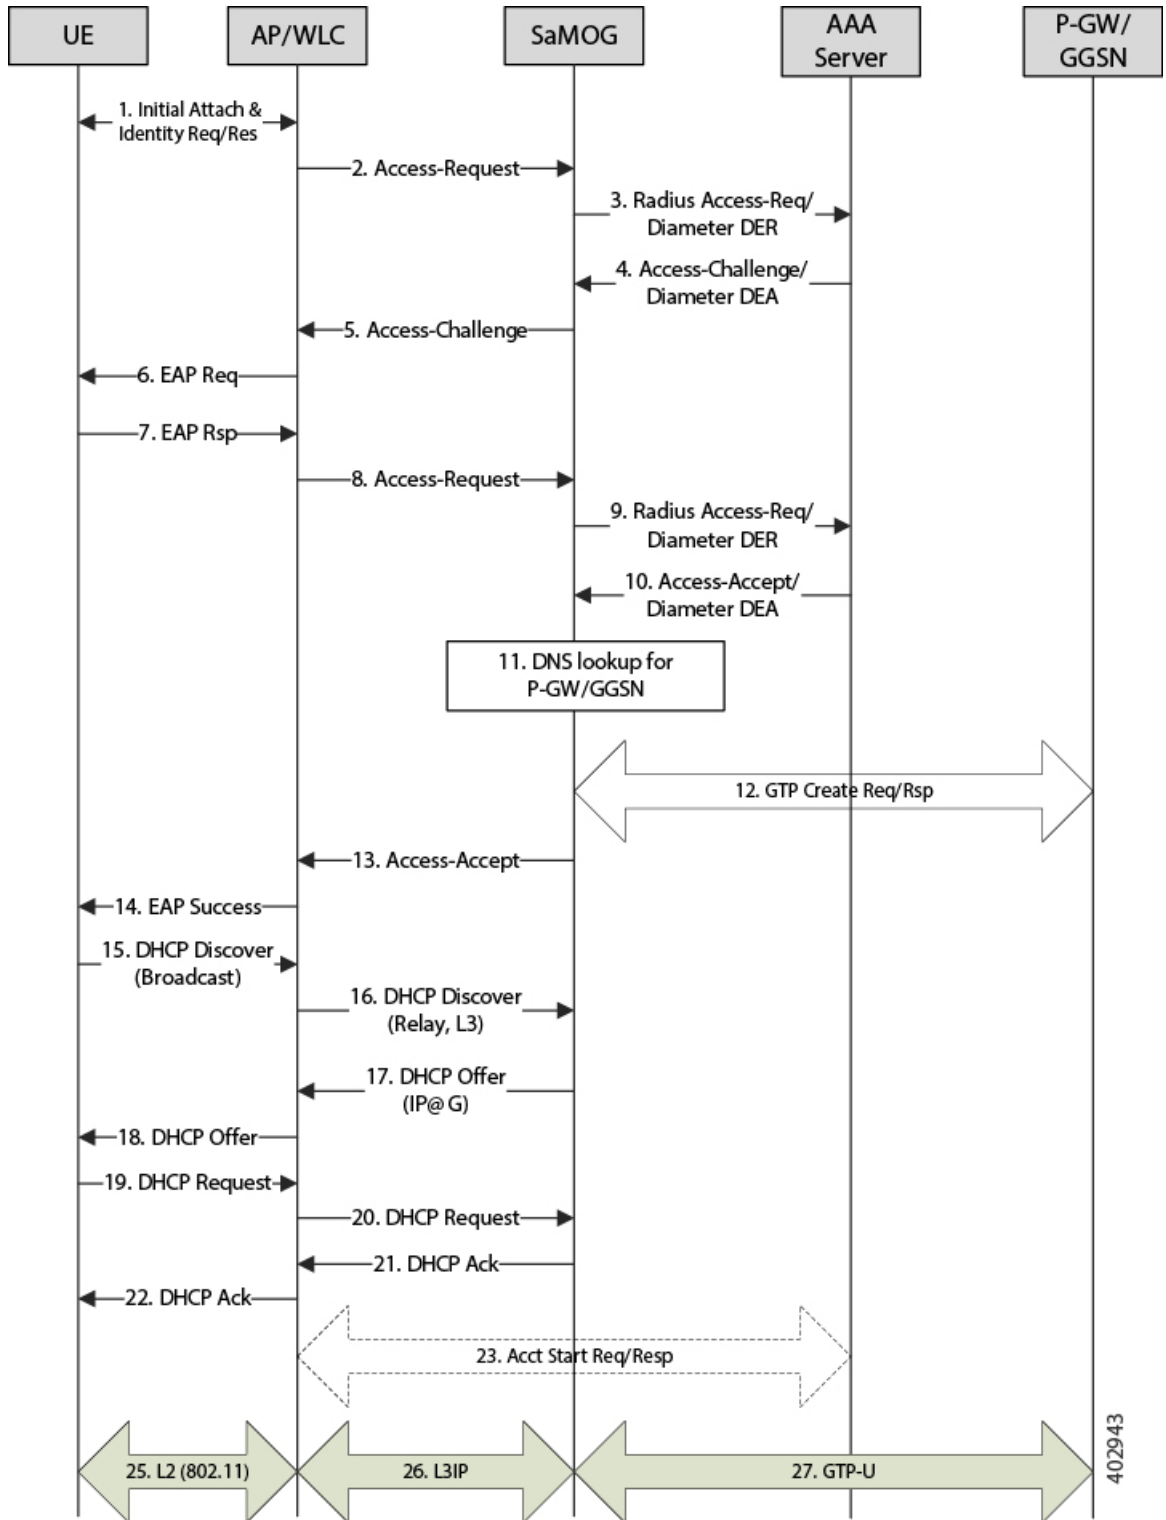 UE
AP/WLC
SaMOG
AAA
Server
P-GW/
GGSN
1. Initial Attach &
Identity Req/Res
2. Access-Request
3. Radius Access-Req/
Diameter DER
4. Access-Challenge/
Diameter DEA
5. Access-Challenge
6. EAP Req
7. EAP Rsp
8. Access-Request
9. Radius Access-Req/
Diameter DER
10. Access-Accept/
Diameter DEA
11. DNS lookup for
P-GW/GGSN
12. GTP Create Req/Rsp
13. Access-Accept
14. EAP Success
15. DHCP Discover
(Broadcast)
16. DHCP Discover
(Relay, L3)
17. DHCP Offer
(IP@ G)
18. DHCP Offer
19. DHCP Request
20. DHCP Request
21. DHCP Ack
22. DHCP Ack
23. Acct Start Req/Resp
25. L2 (802.11)
26. L3IP
27. GTP-U
402943